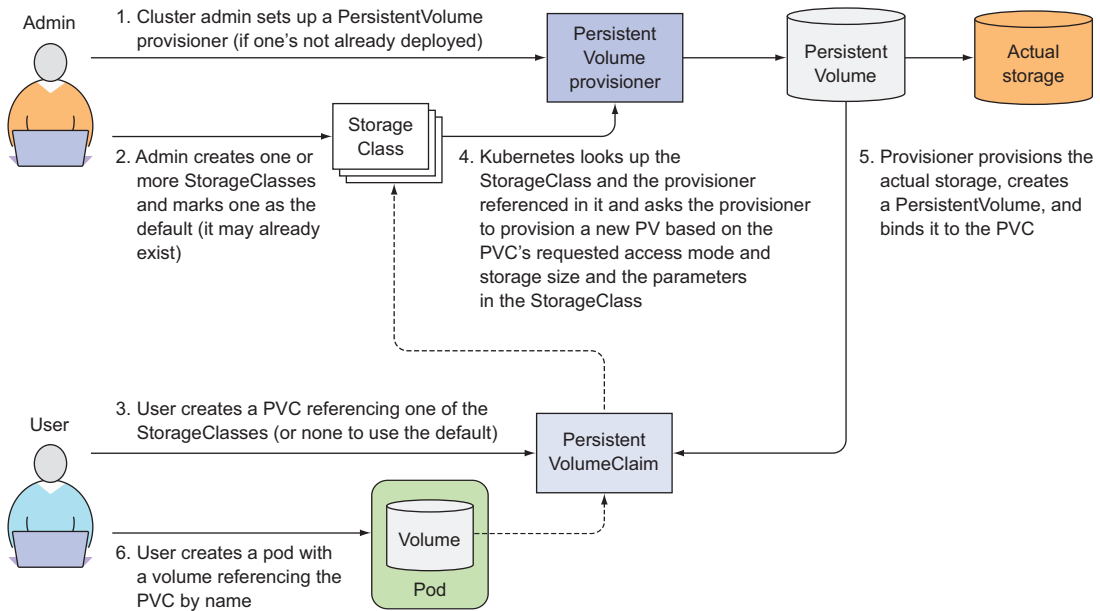 Admin
1. Cluster admin sets up a PersistentVolume
provisioner (if one's not already deployed)
Persistent
Volume
provisioner
Persistent
Volume
Actual
storage
Storage
Class
2. Admin creates one or
more StorageClasses
and marks one as the
default (it may already
exist)
4. Kubernetes looks up the
StorageClass and the provisioner
referenced in it and asks the provisioner
to provision a new PV based on the
PVC's requested access mode and
storage size and the parameters
in the StorageClass
5. Provisioner provisions the
actual storage, creates
a PersistentVolume, and
binds it to the PVC
User
3. User creates a PVC referencing one of the
StorageClasses (or none to use the default)
Persistent
VolumeClaim
Volume
Pod
6. User creates a pod with
a volume referencing the
PVC by name